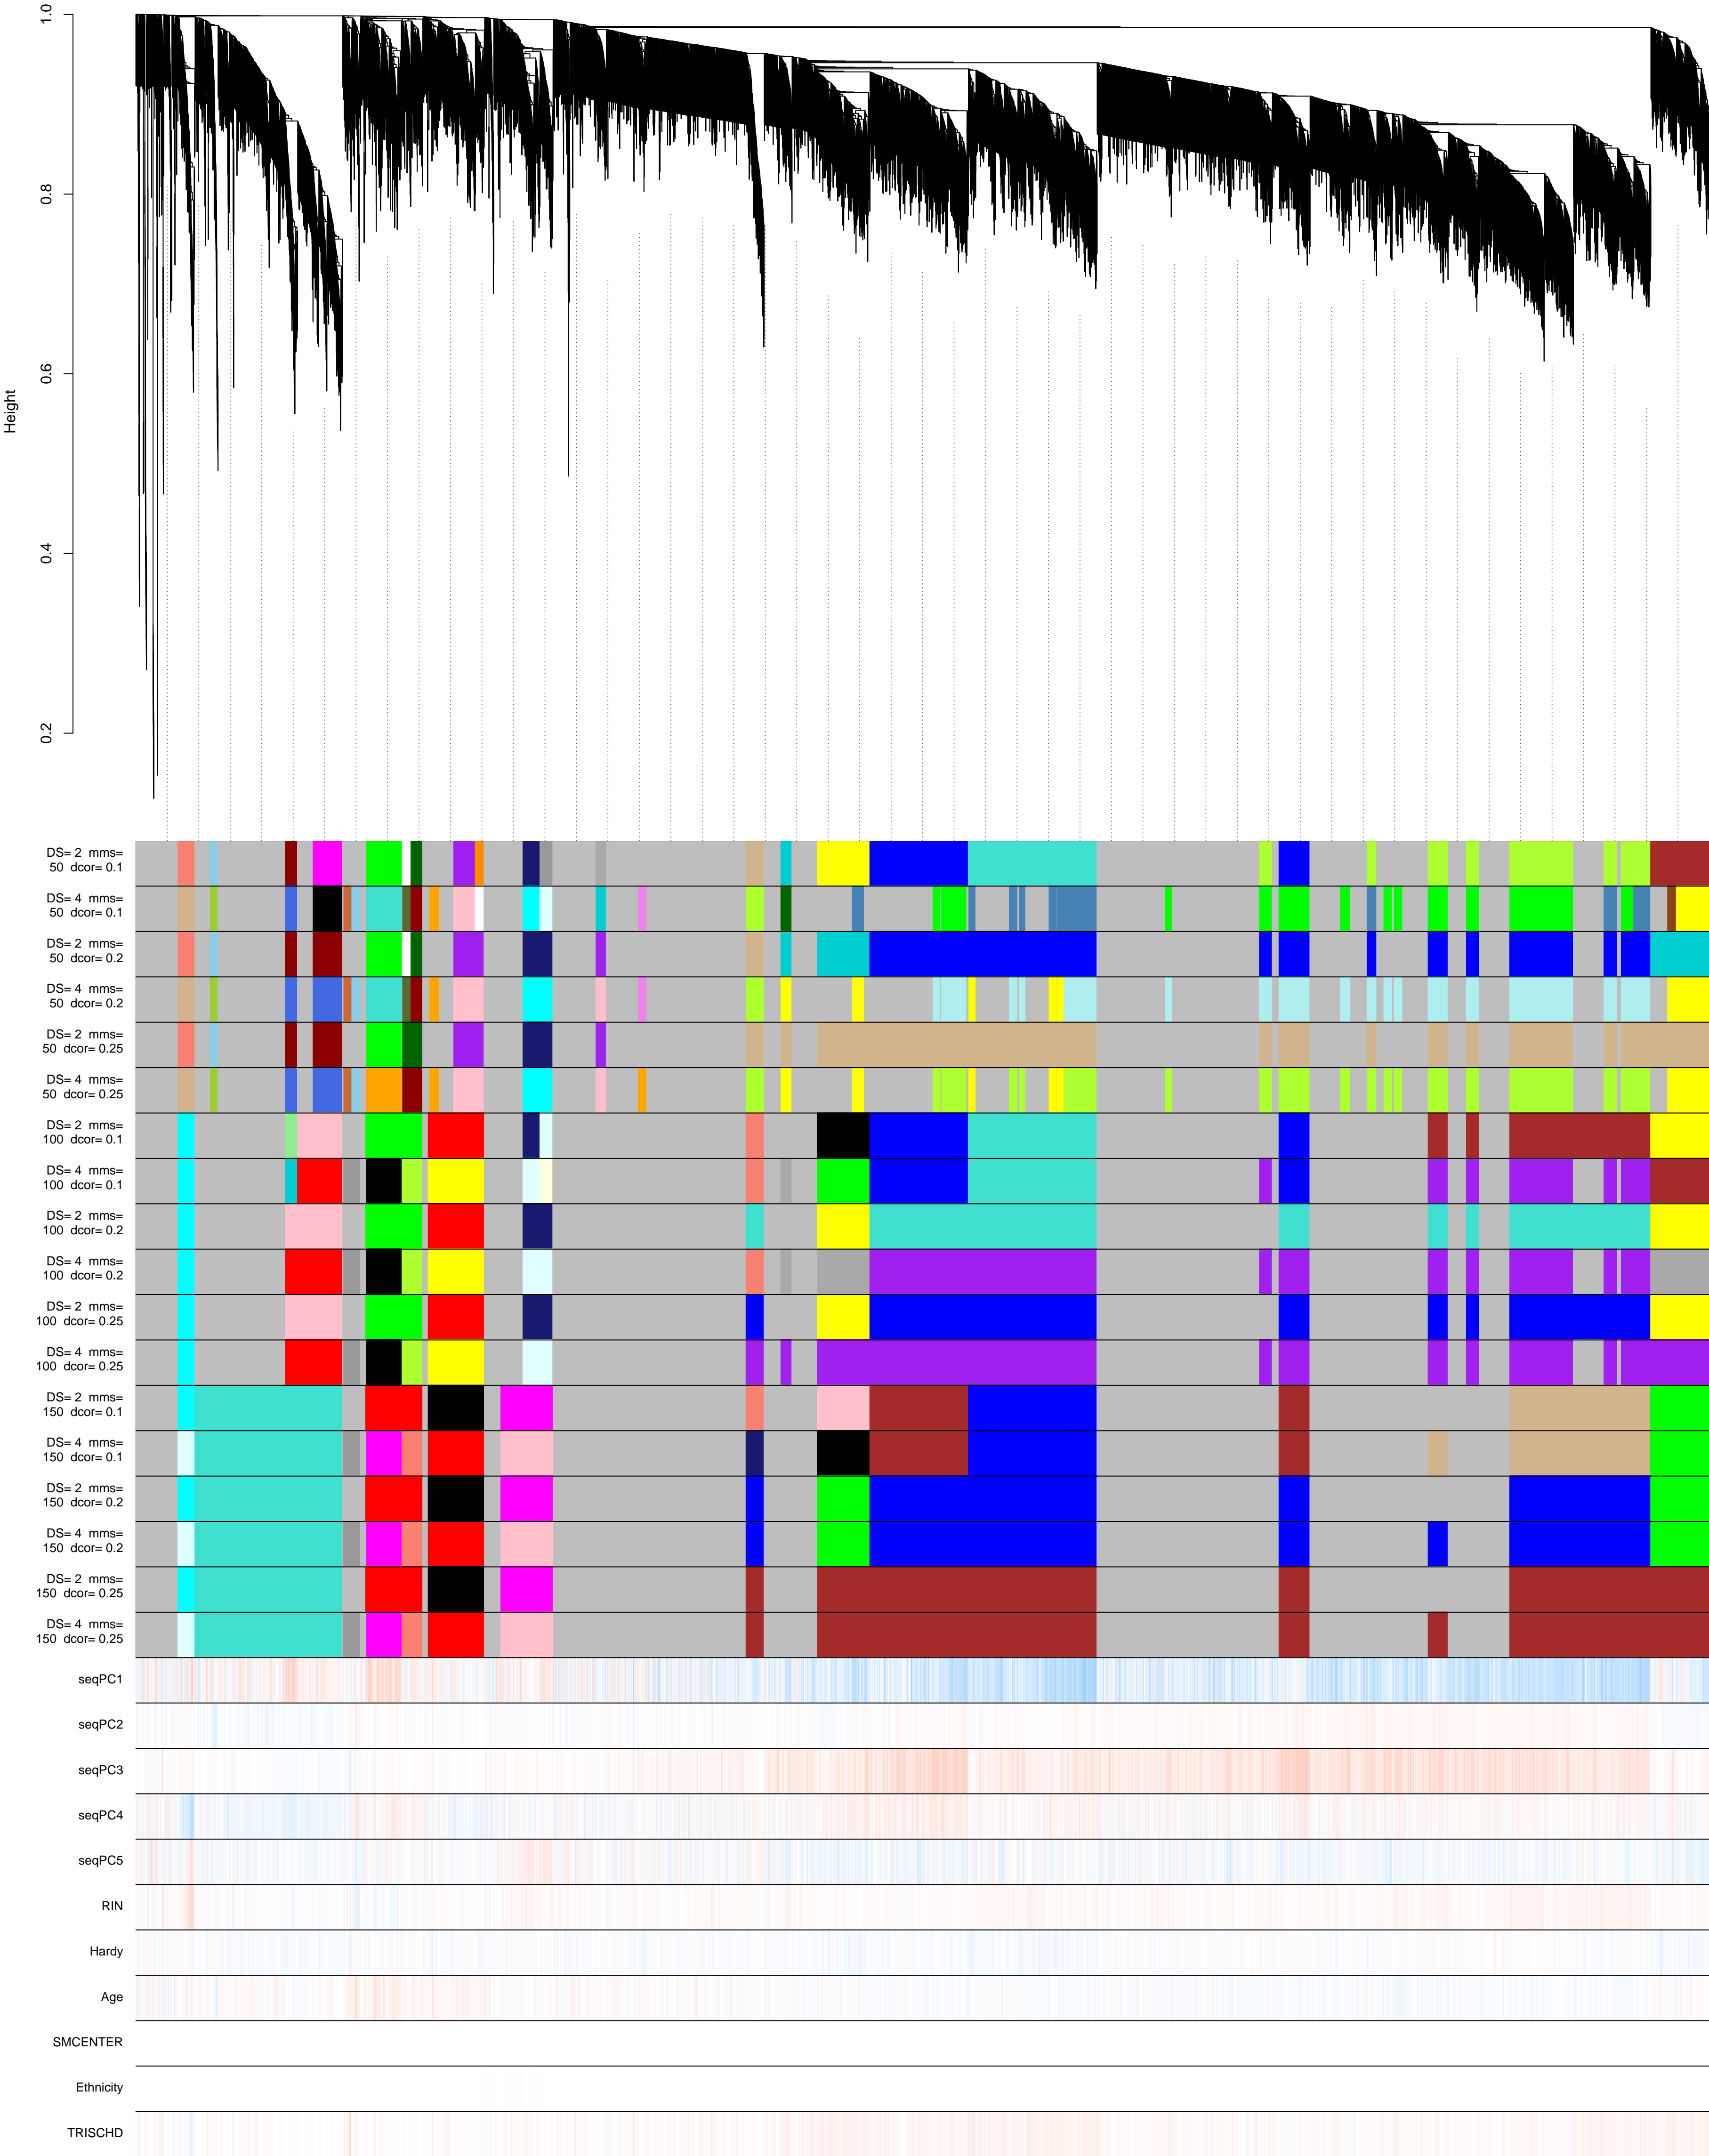 1.0
0.8
0.6
0.4
0.2
Height
DS= 2 mms=
50 dcor= 0.1
DS= 4 mms=
50 dcor= 0.1
DS= 2 mms=
50 dcor= 0.2
DS= 4 mms=
50 dcor= 0.2
DS= 2 mms=
50 dcor= 0.25
DS= 4 mms=
50 dcor= 0.25
DS= 2 mms=
100 dcor= 0.1
DS= 4 mms=
100 dcor= 0.1
DS= 2 mms=
100 dcor= 0.2
DS= 4 mms=
100 dcor= 0.2
DS= 2 mms=
100 dcor= 0.25
DS= 4 mms=
100 dcor= 0.25
DS= 2 mms=
150 dcor= 0.1
DS= 4 mms=
150 dcor= 0.1
DS= 2 mms=
150 dcor= 0.2
DS= 4 mms=
150 dcor= 0.2
DS= 2 mms=
150 dcor= 0.25
DS= 4 mms=
150 dcor= 0.25
seqPC1
seqPC2
seqPC3
seqPC4
seqPC5
RIN
Hardy
Age
SMCENTER
Ethnicity
TRISCHD